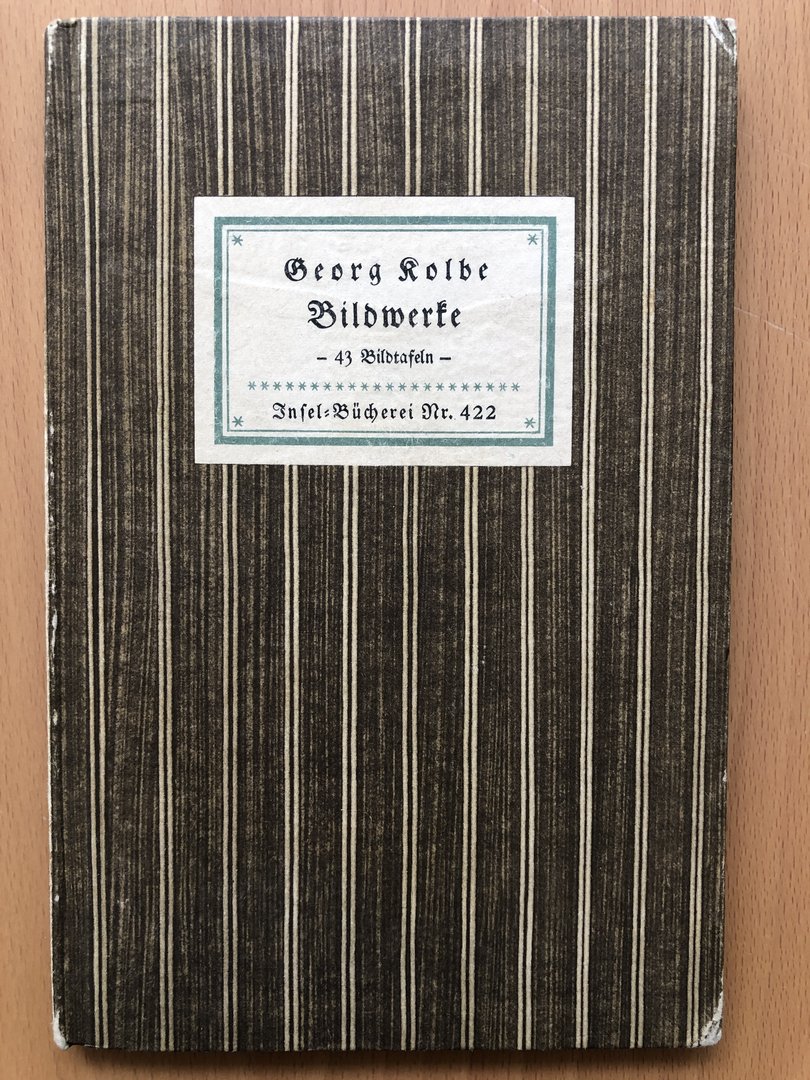 Georg Kolbe
Bildwerke
– 43 Bildtafeln –
Insel-Bücherei Nr. 422